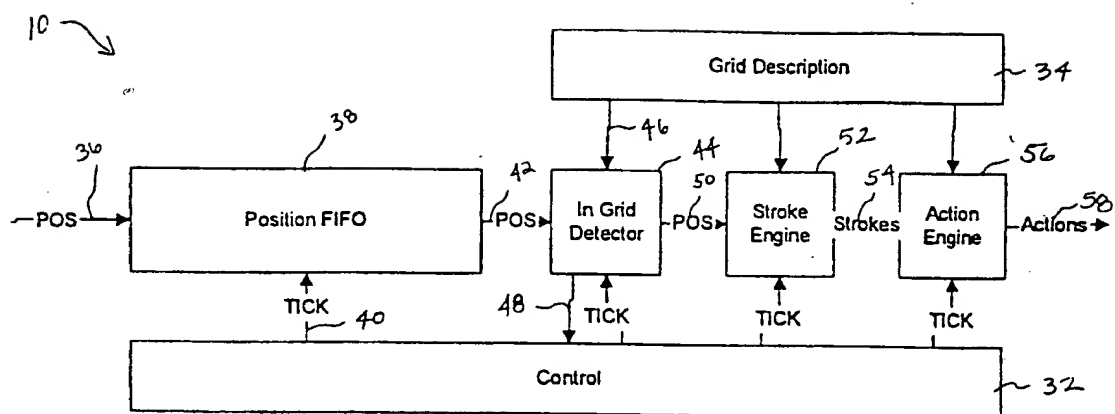 10
Grid Description
34
36
38
42
46
44
50
52
54
56
58
POS
Position FIFO
POS
In Grid
Detector
POS
Stroke
Engine
Strokes
Action
Engine
Actions
TICK
40
48
TICK
TICK
TICK
Control
32